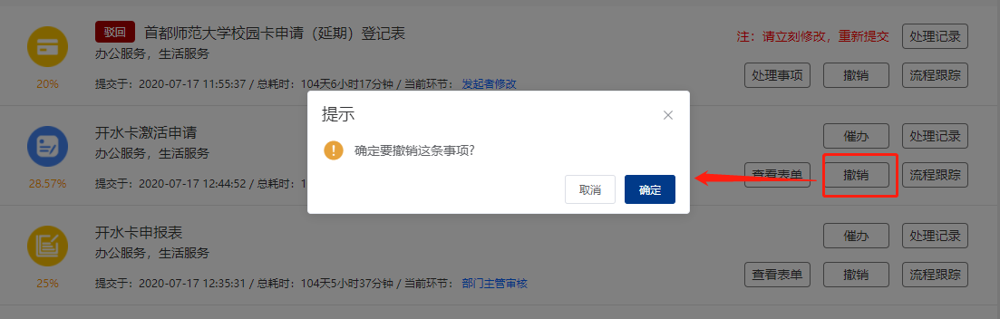 驳回 首都师范大学校园卡申请（延期）登记表
注：请立刻修改，重新提交 处理记录
办公服务，生活服务
20% 提交于：2020-07-17 11:55:37 / 总耗时：104天6小时17分钟 / 当前环节： 发起者修改
处理事项 撤销 流程跟踪
提示
确定要撤销这条事项?
取消 确定
开水卡激活申请
催办 处理记录
办公服务，生活服务
28.57% 提交于：2020-07-17 12:44:52 / 总耗时：1
查看表单 撤销 流程跟踪
开水卡申报表
催办 处理记录
办公服务，生活服务
25% 提交于：2020-07-17 12:35:31 / 总耗时：104天5小时37分钟 / 当前环节： 部门主管审核
查看表单 撤销 流程跟踪